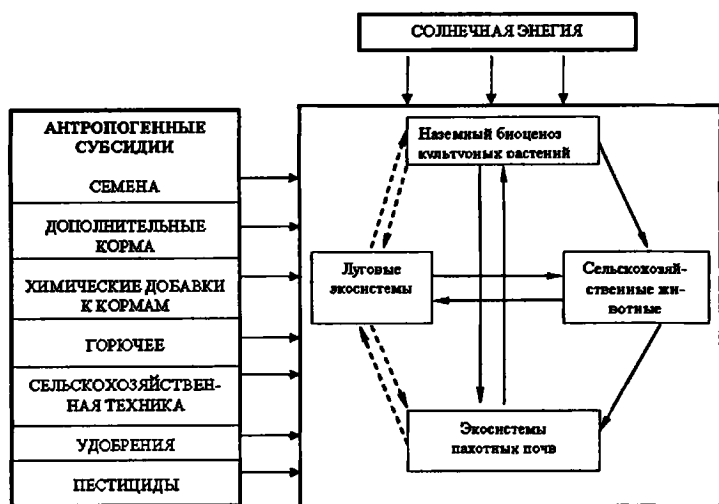 СОЛНЕЧНАЯ ЭНЕГИЯ
АНТРОПОГЕННЫЕ
СУБСИДИИ
СЕМЕНА
ДОПОЛНИТЕЛЬНЫЕ
КОРМА
ХИМИЧЕСКИЕ ДОБАВКИ
К КОРМАМ
ГОРЮЧЕЕ
СЕЛЬСКОХОЗЯЙСТВЕН-
НАЯ ТЕХНИКА
УДОБРЕНИЯ
ПЕСТИЦИДЫ
Наземный биоценоз
культурных растений
Луговые
экосистемы
Сельскохозяй-
ственные жи-
вотные
Экосистемы
пахотных почв